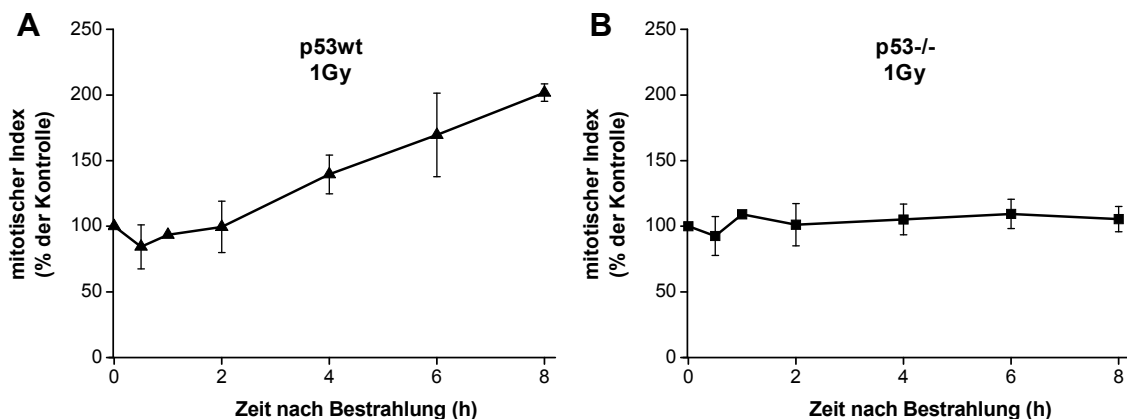 A
p53wt
1Gy
mitotischer Index
(% der Kontrolle)
250
200
150
100
50
0
0 2 4 6 8
Zeit nach Bestrahlung (h)
B
p53-/-
1Gy
mitotischer Index
(% der Kontrolle)
250
200
150
100
50
0
0 2 4 6 8
Zeit nach Bestrahlung (h)